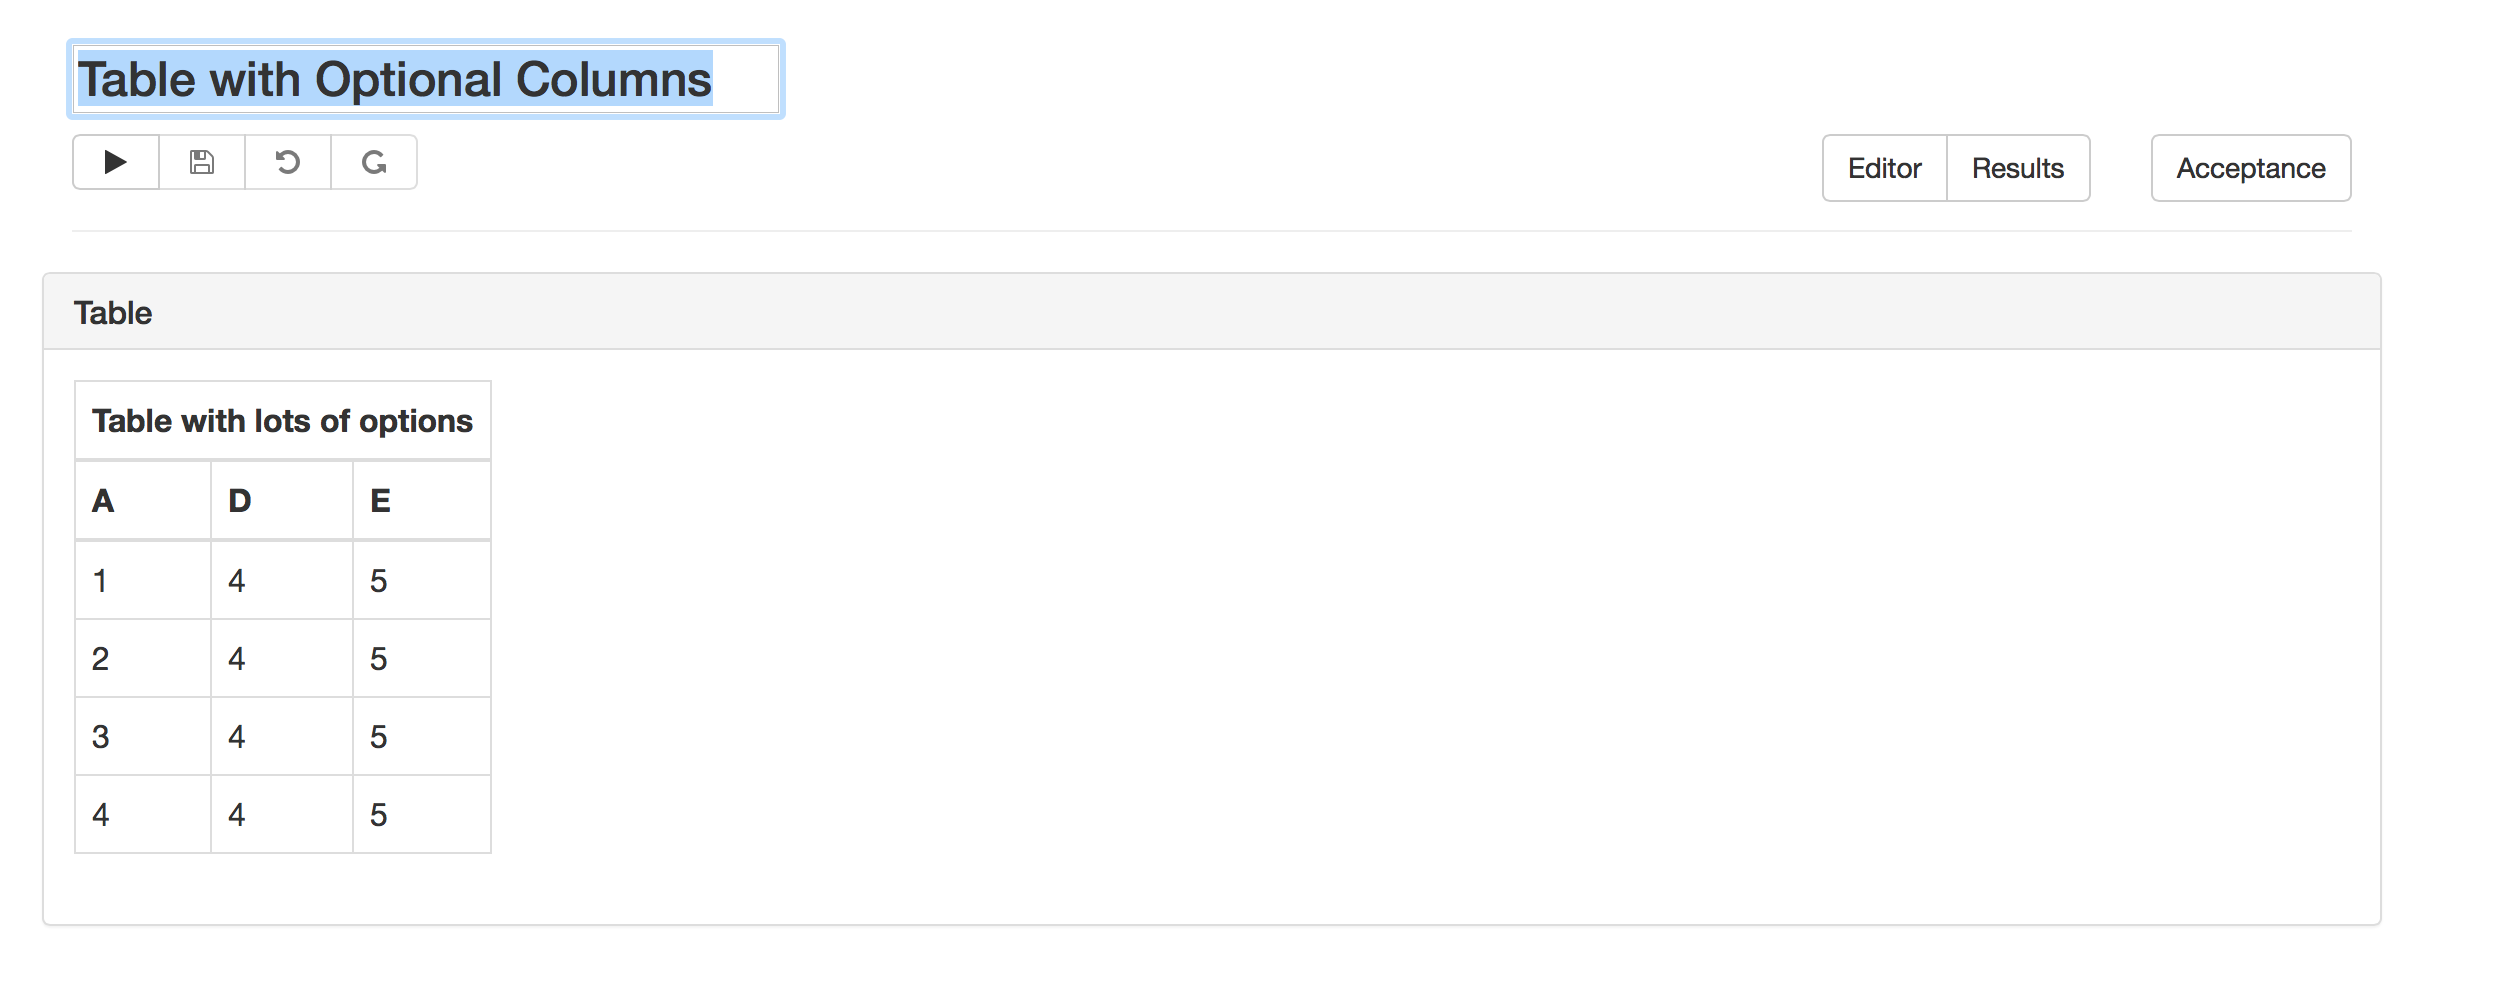 Table with Optional Columns
Editor Results Acceptance
Table
Table with lots of options
A D E
1 4 5
2 4 5
3 4 5
4 4 5